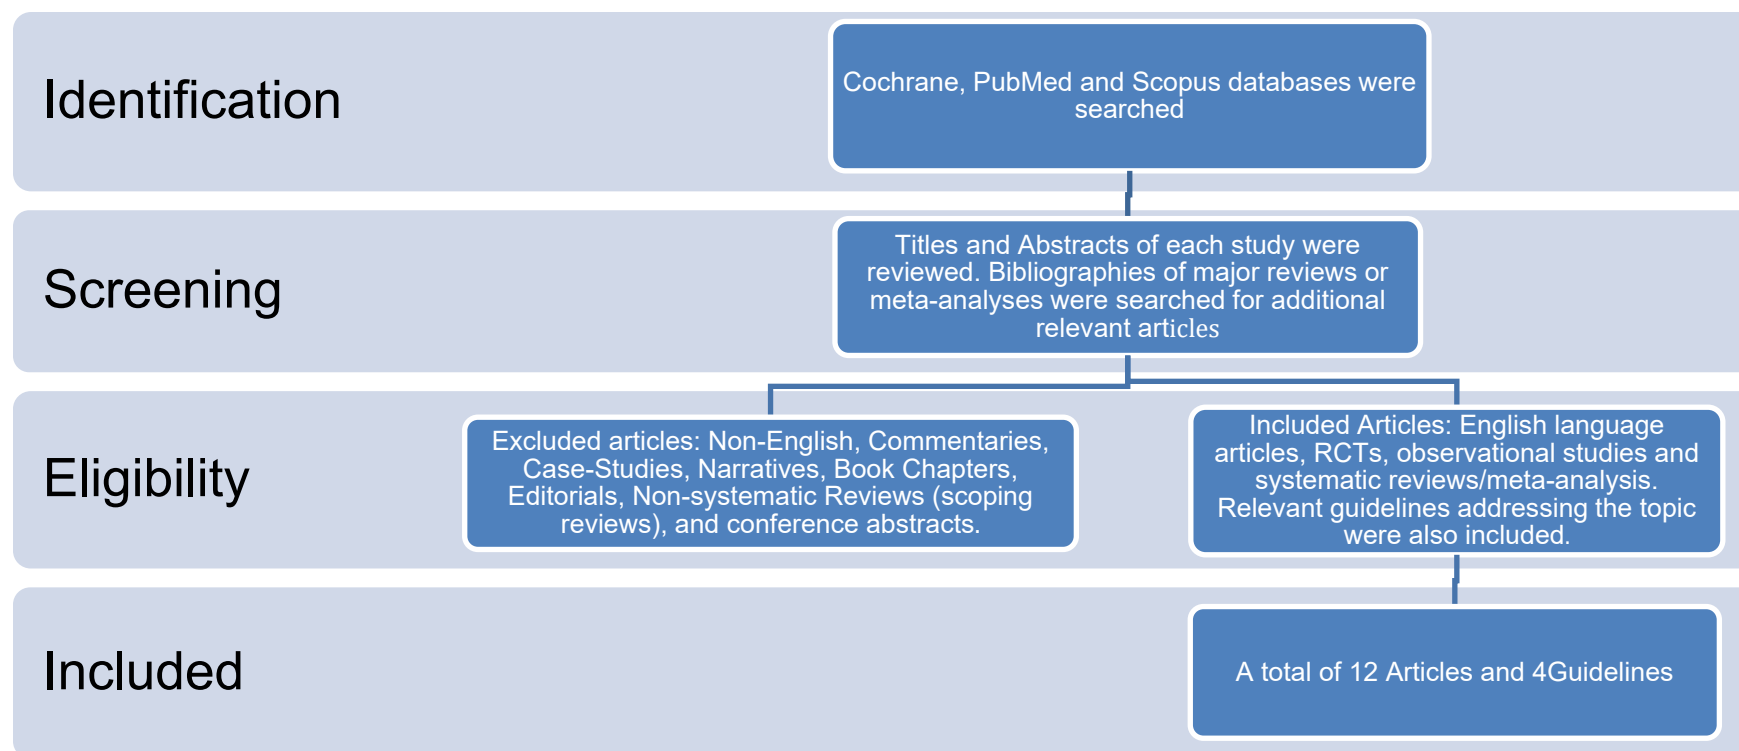 Identification
Cochrane, PubMed and Scopus databases were
searched
Screening
Titles and Abstracts of each study were
reviewed. Bibliographies of major reviews or
meta-analyses were searched for additional
relevant articles
Eligibility
Excluded articles: Non-English, Commentaries,
Case-Studies, Narratives, Book Chapters,
Editorials, Non-systematic Reviews (scoping
reviews), and conference abstracts.
Included Articles: English language
articles, RCTs, observational studies and
systematic reviews/meta-analysis.
Relevant guidelines addressing the topic
were also included.
Included
A total of 12 Articles and 4Guidelines